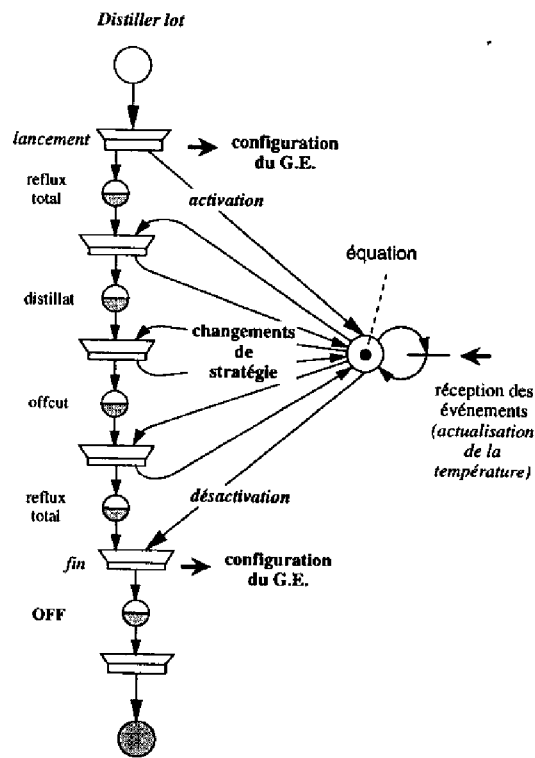 Distiller lot
lancement
configuration
du G.E.
reflux
total
activation
équation
distillat
changements
de
stratégie
réception des
événements
(actualisation
de la
température)
offcut
reflux
total
désactivation
fin
configuration
du G.E.
OFF